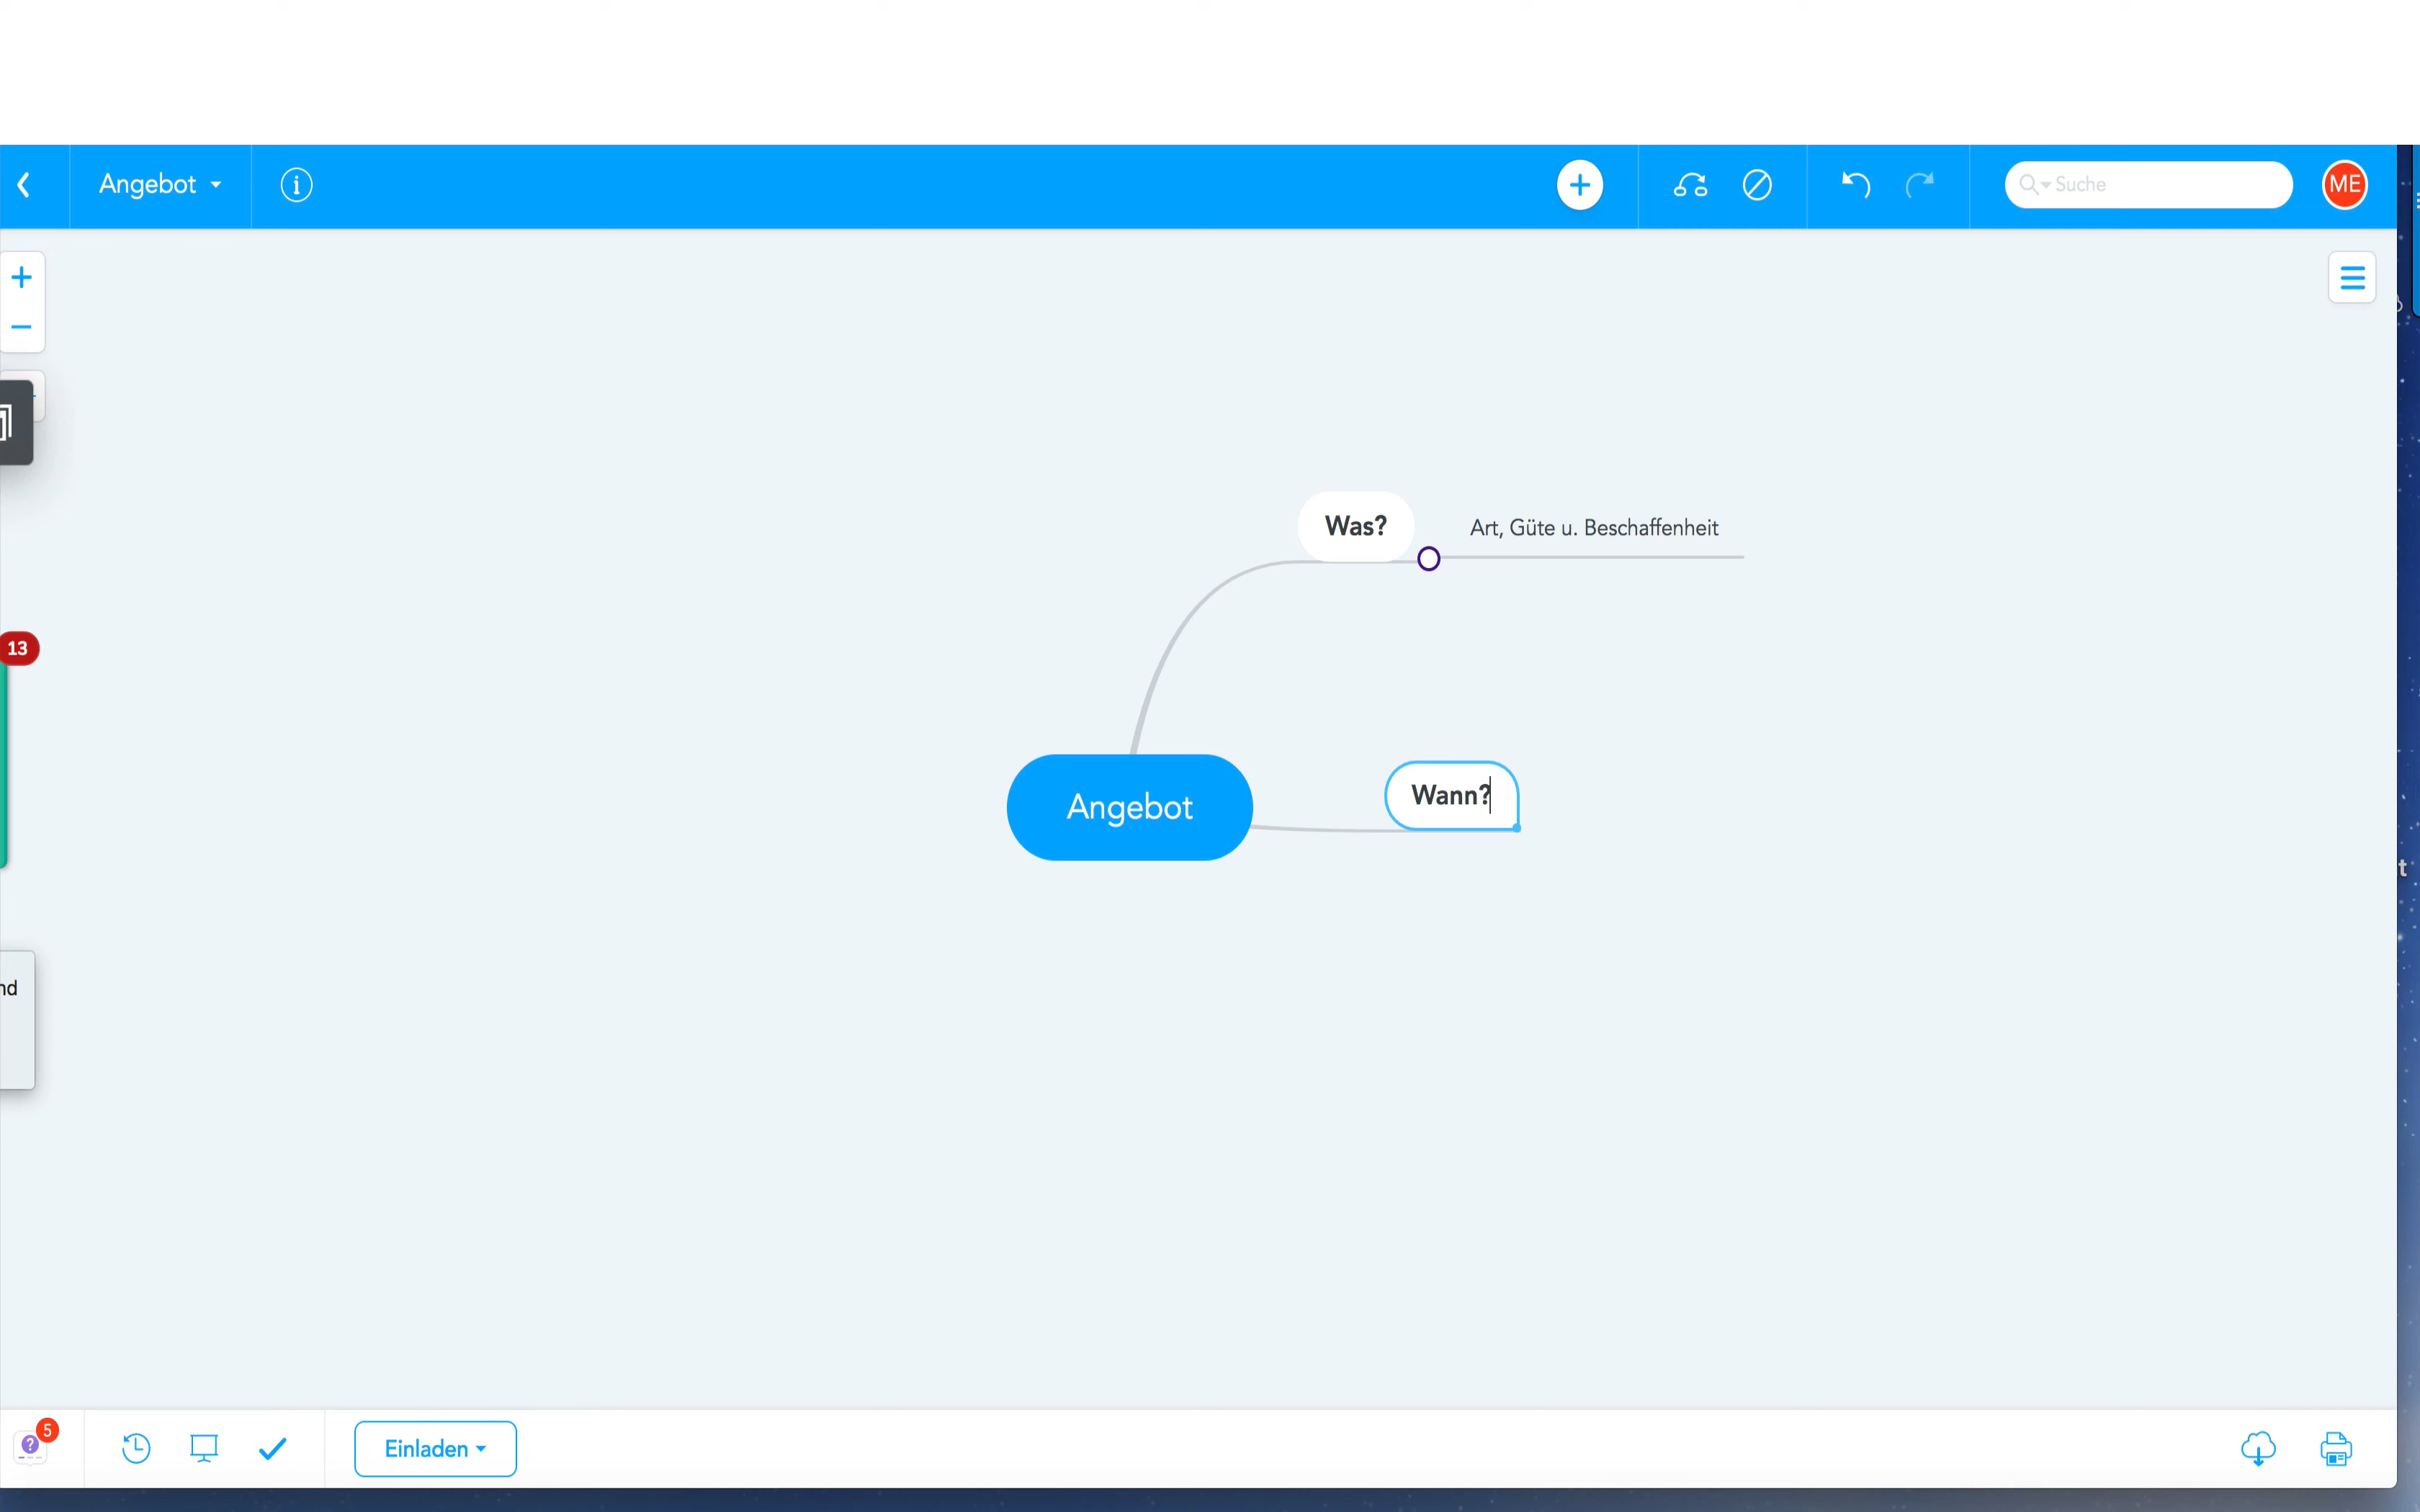 Angebot
i
Suche
ME
Was?
Art, Güte u. Beschaffenheit
13
Angebot
Wann?
t
nd
5
?
Einladen